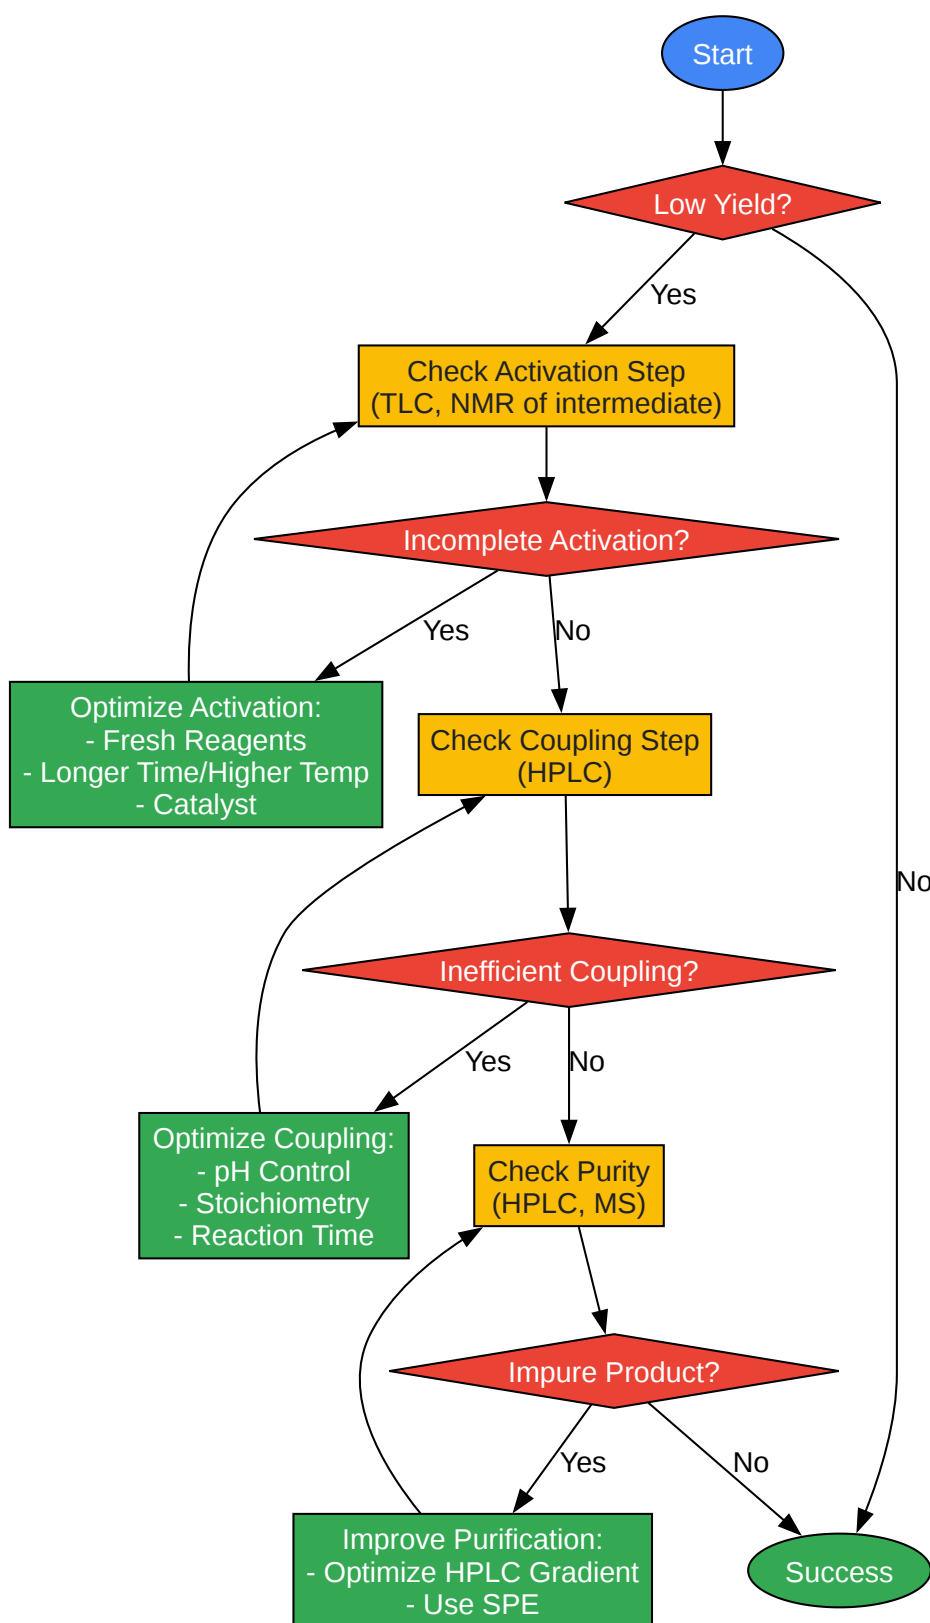 Start
Low Yield?
Yes
Check Activation Step
(TLC, NMR of intermediate)
Incomplete Activation?
Yes
No
Optimize Activation:
- Fresh Reagents
- Longer Time/Higher Temp
- Catalyst
Check Coupling Step
(HPLC)
No
Inefficient Coupling?
Yes
No
Optimize Coupling:
- pH Control
- Stoichiometry
- Reaction Time
Check Purity
(HPLC, MS)
Impure Product?
Yes
No
Improve Purification:
- Optimize HPLC Gradient
- Use SPE
Success